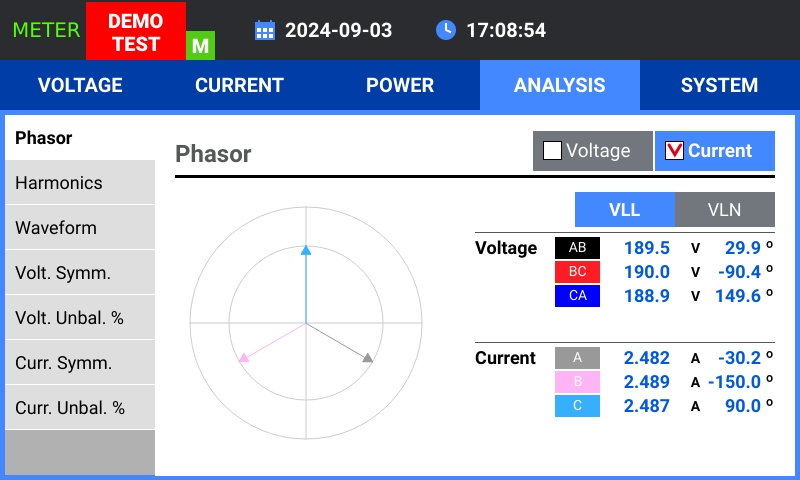 METER
DEMO
TEST
M
2024-09-03
17:08:54
VOLTAGE CURRENT POWER ANALYSIS SYSTEM
Phasor
Harmonics
Waveform
Volt. Symm.
Volt. Unbal. %
Curr. Symm.
Curr. Unbal. %
Phasor
Voltage
Current
VLL VLN
Voltage AB 189.5 V 29.9 º
BC 190.0 V -90.4 º
CA 188.9 V 149.6 º
Current A 2.482 A -30.2 º
B 2.489 A -150.0 º
C 2.487 A 90.0 º